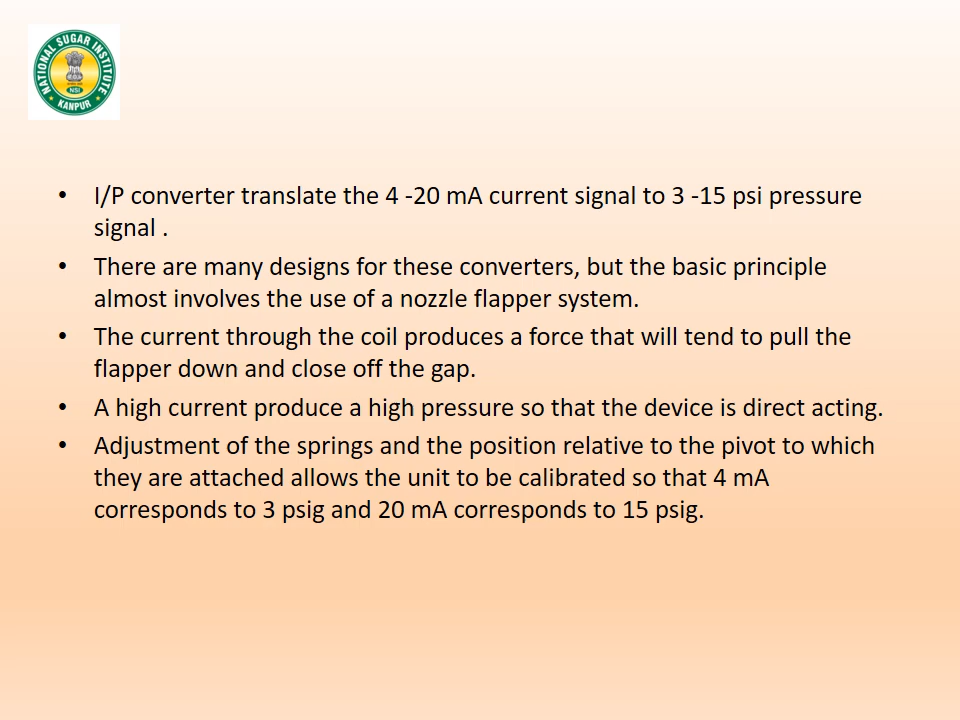 NATIONAL SUGAR INSTITUTE
NSI
KANPUR
• I/P converter translate the 4 -20 mA current signal to 3 -15 psi pressure
signal .
• There are many designs for these converters, but the basic principle
almost involves the use of a nozzle flapper system.
• The current through the coil produces a force that will tend to pull the
flapper down and close off the gap.
• A high current produce a high pressure so that the device is direct acting.
• Adjustment of the springs and the position relative to the pivot to which
they are attached allows the unit to be calibrated so that 4 mA
corresponds to 3 psig and 20 mA corresponds to 15 psig.